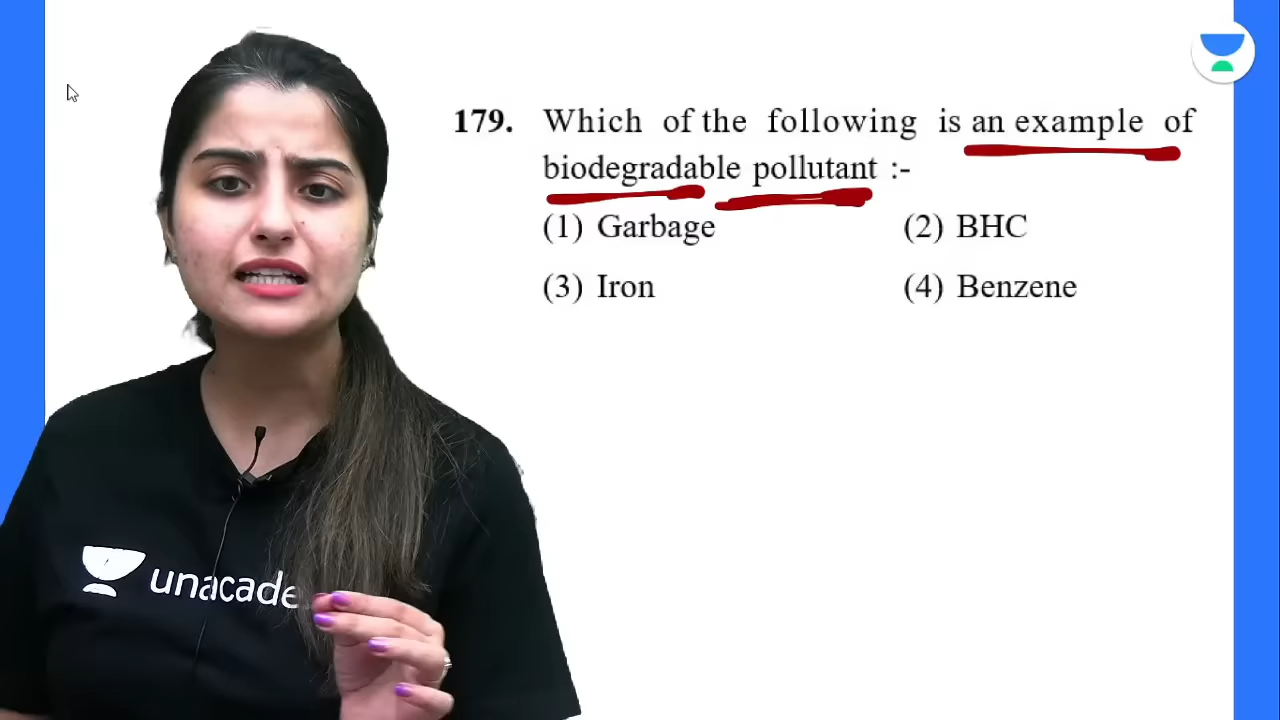 179. Which of the following is an example of
biodegradable pollutant :-
(1) Garbage (2) BHC
(3) Iron (4) Benzene
unacade